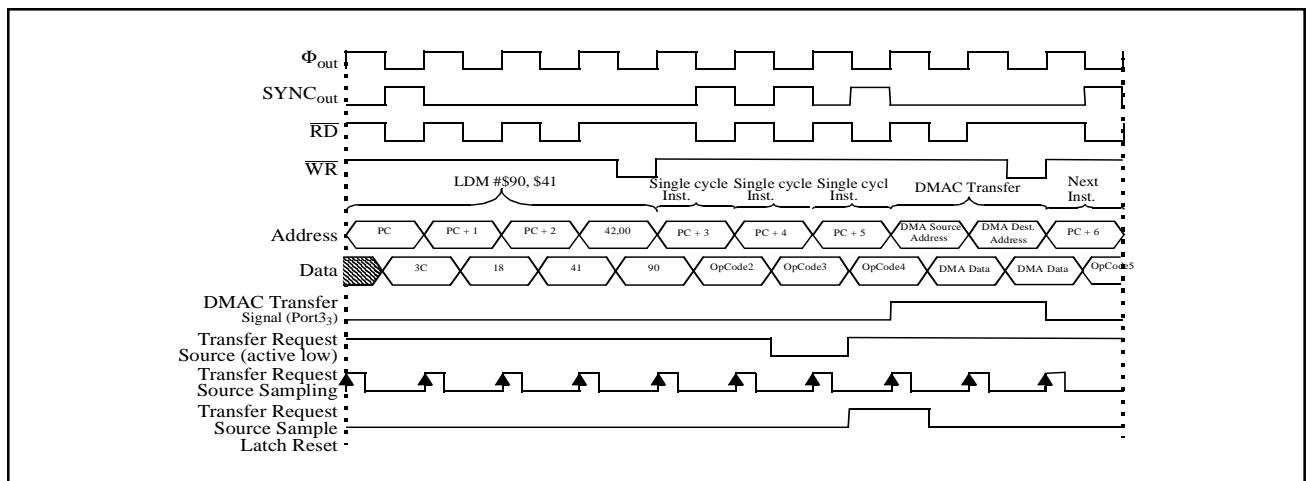 Φout
SYNCout
RD
WR
LDM #$90, $41
Single cycle Inst.
Single cycle Inst.
Single cycl Inst.
DMAC Transfer
Next Inst.
Address
PC
PC + 1
PC + 2
42,00
PC + 3
PC + 4
PC + 5
DMA Source Address
DMA Dest. Address
PC + 6
Data
3C
18
41
90
OpCode2
OpCode3
OpCode4
DMA Data
DMA Data
OpCode5
DMAC Transfer
Signal (Port33)
Transfer Request
Source (active low)
Transfer Request
Source Sampling
Transfer Request
Source Sample
Latch Reset